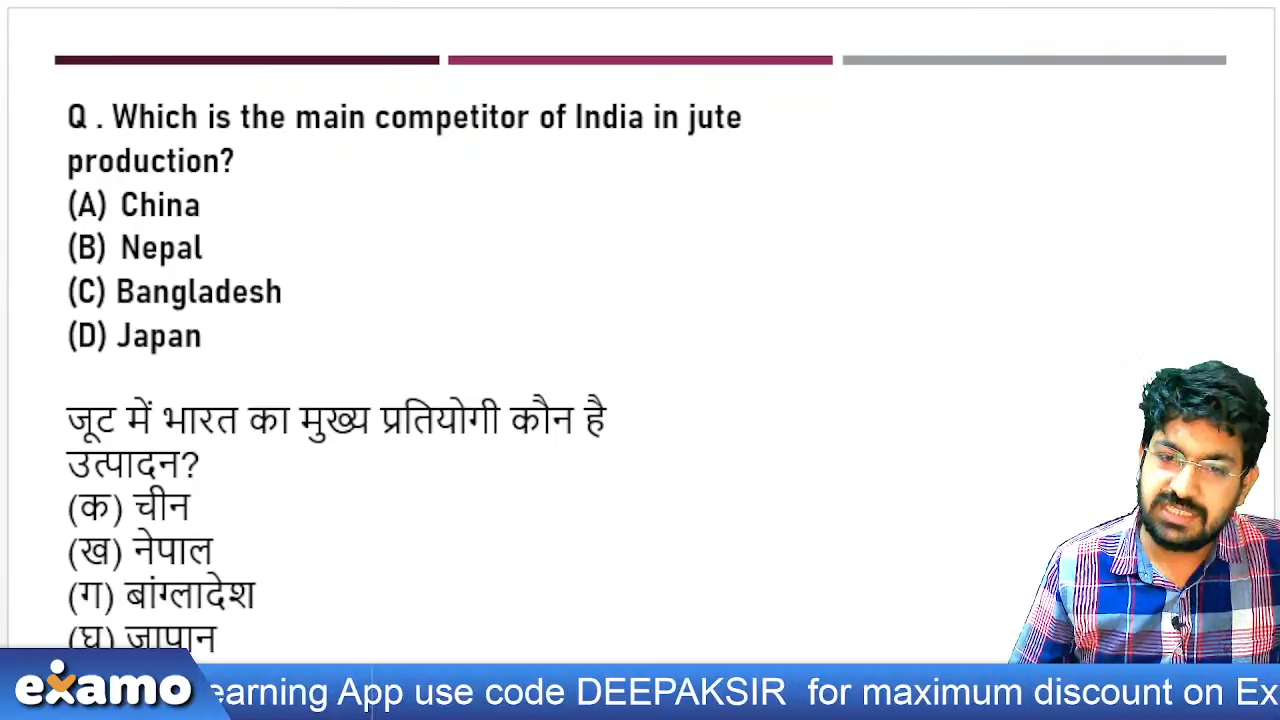 Q . Which is the main competitor of India in jute
production?
(A) China
(B) Nepal
(C) Bangladesh
(D) Japan
जूट में भारत का मुख्य प्रतियोगी कौन है
उत्पादन?
(क) चीन
(ख) नेपाल
(ग) बांग्लादेश
(घ) जापान
examo earning App use code DEEPAKSIR for maximum discount on Ex